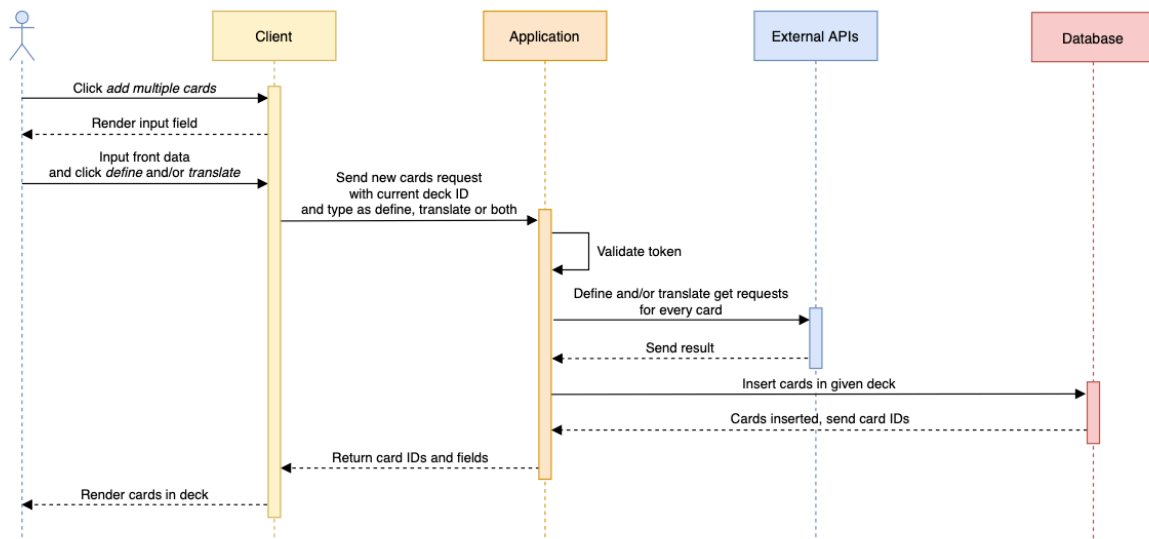 Client
Application
External APIs
Database
Click add multiple cards
Render input field
Input front data
and click define and/or translate
Send new cards request
with current deck ID
and type as define, translate or both
Validate token
Define and/or translate get requests
for every card
Send result
Insert cards in given deck
Cards inserted, send card IDs
Return card IDs and fields
Render cards in deck